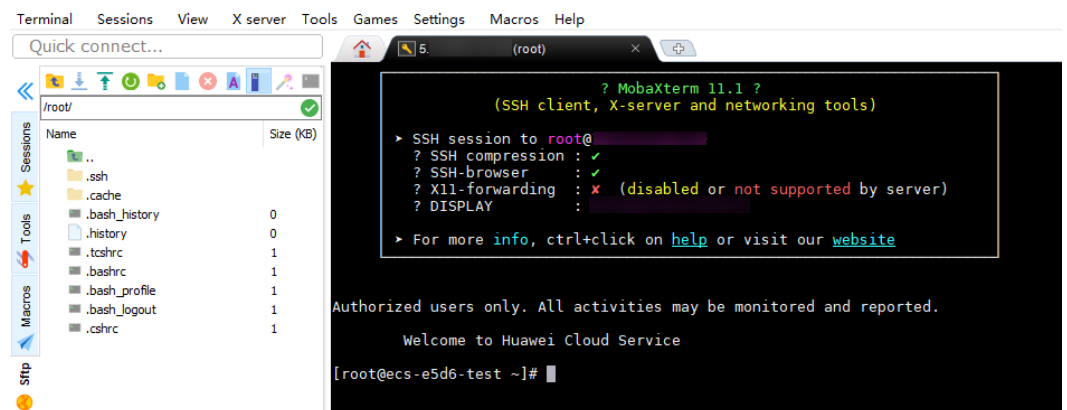 Terminal Sessions View X server Tools Games Settings Macros Help
Quick connect...
5. (root)
/root/
Name Size (KB)
..
.ssh
.cache
.bash_history 0
.history 0
.tcshrc 1
.bashrc 1
.bash_profile 1
.bash_logout 1
.cshrc 1
Sessions
Tools
Macros
Sftp
? MobaXterm 11.1 ?
(SSH client, X-server and networking tools)
➤ SSH session to root@
? SSH compression : ✔
? SSH-browser : ✔
? X11-forwarding : ✘ (disabled or not supported by server)
? DISPLAY :
➤ For more info, ctrl+click on help or visit our website
Authorized users only. All activities may be monitored and reported.
Welcome to Huawei Cloud Service
[root@ecs-e5d6-test ~]#